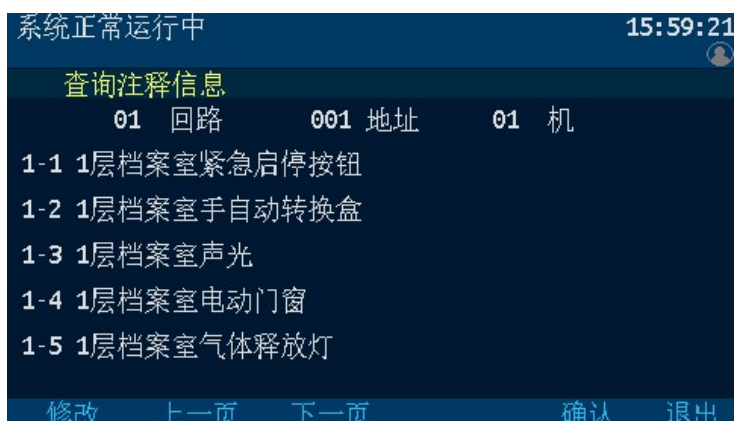 系统正常运行中 15:59:21
查询注释信息
01 回路 001 地址 01 机
1-1 1层档案室紧急启停按钮
1-2 1层档案室手自动转换盒
1-3 1层档案室声光
1-4 1层档案室电动门窗
1-5 1层档案室气体释放灯
修改 上一页 下一页 确认 退出